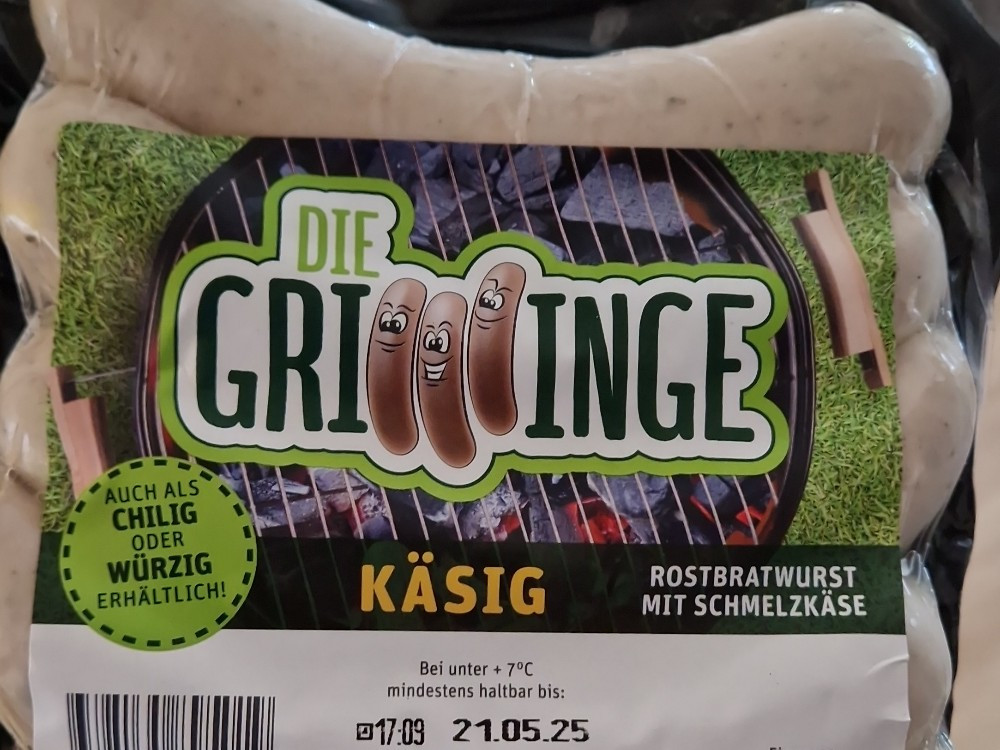 DIE
GRILLINGE
AUCH ALS
CHILIG
ODER
WÜRZIG
ERHÄLTLICH!
KÄSIG
ROSTBRATWURST
MIT SCHMELZKÄSE
Bei unter + 7°C
mindestens haltbar bis:
17:09 21.05.25